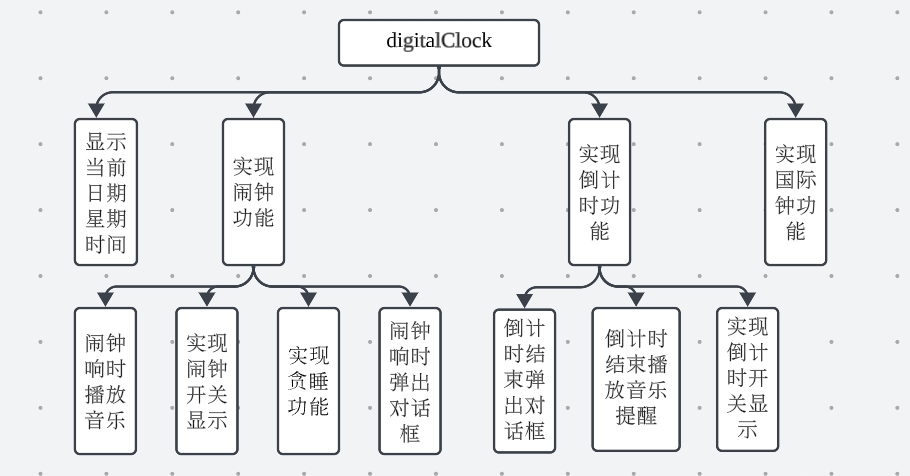 digitalClock
显示
当前
日期
星期
时间
实现
闹钟
功能
实现
倒计
时功
能
实现
国际
钟功
能
闹钟
响时
播放
音乐
实现
闹钟
开关
显示
实现
贪睡
功能
闹钟
响时
弹出
对话
框
倒计
时结
束弹
出对
话框
倒计时
结束播
放音乐
提醒
实现
倒计
时开
关显
示